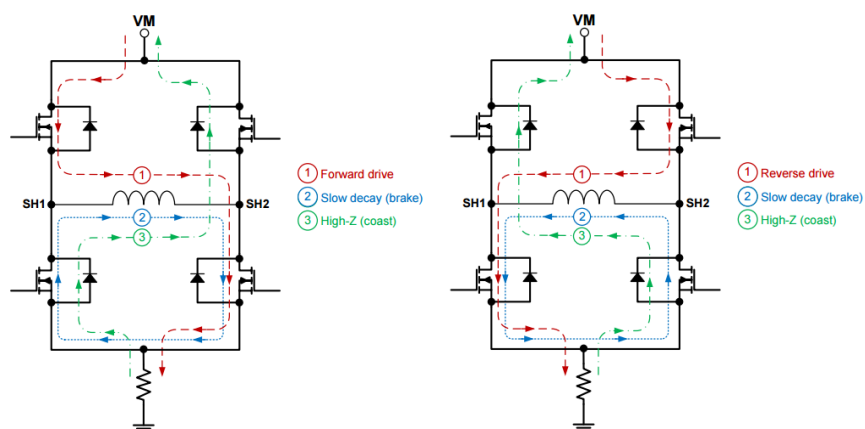 VM
1
1 Forward drive
SH1
SH2
2 Slow decay (brake)
2
3 High-Z (coast)
3
VM
1
1 Reverse drive
SH1
SH2
2 Slow decay (brake)
2
3 High-Z (coast)
3